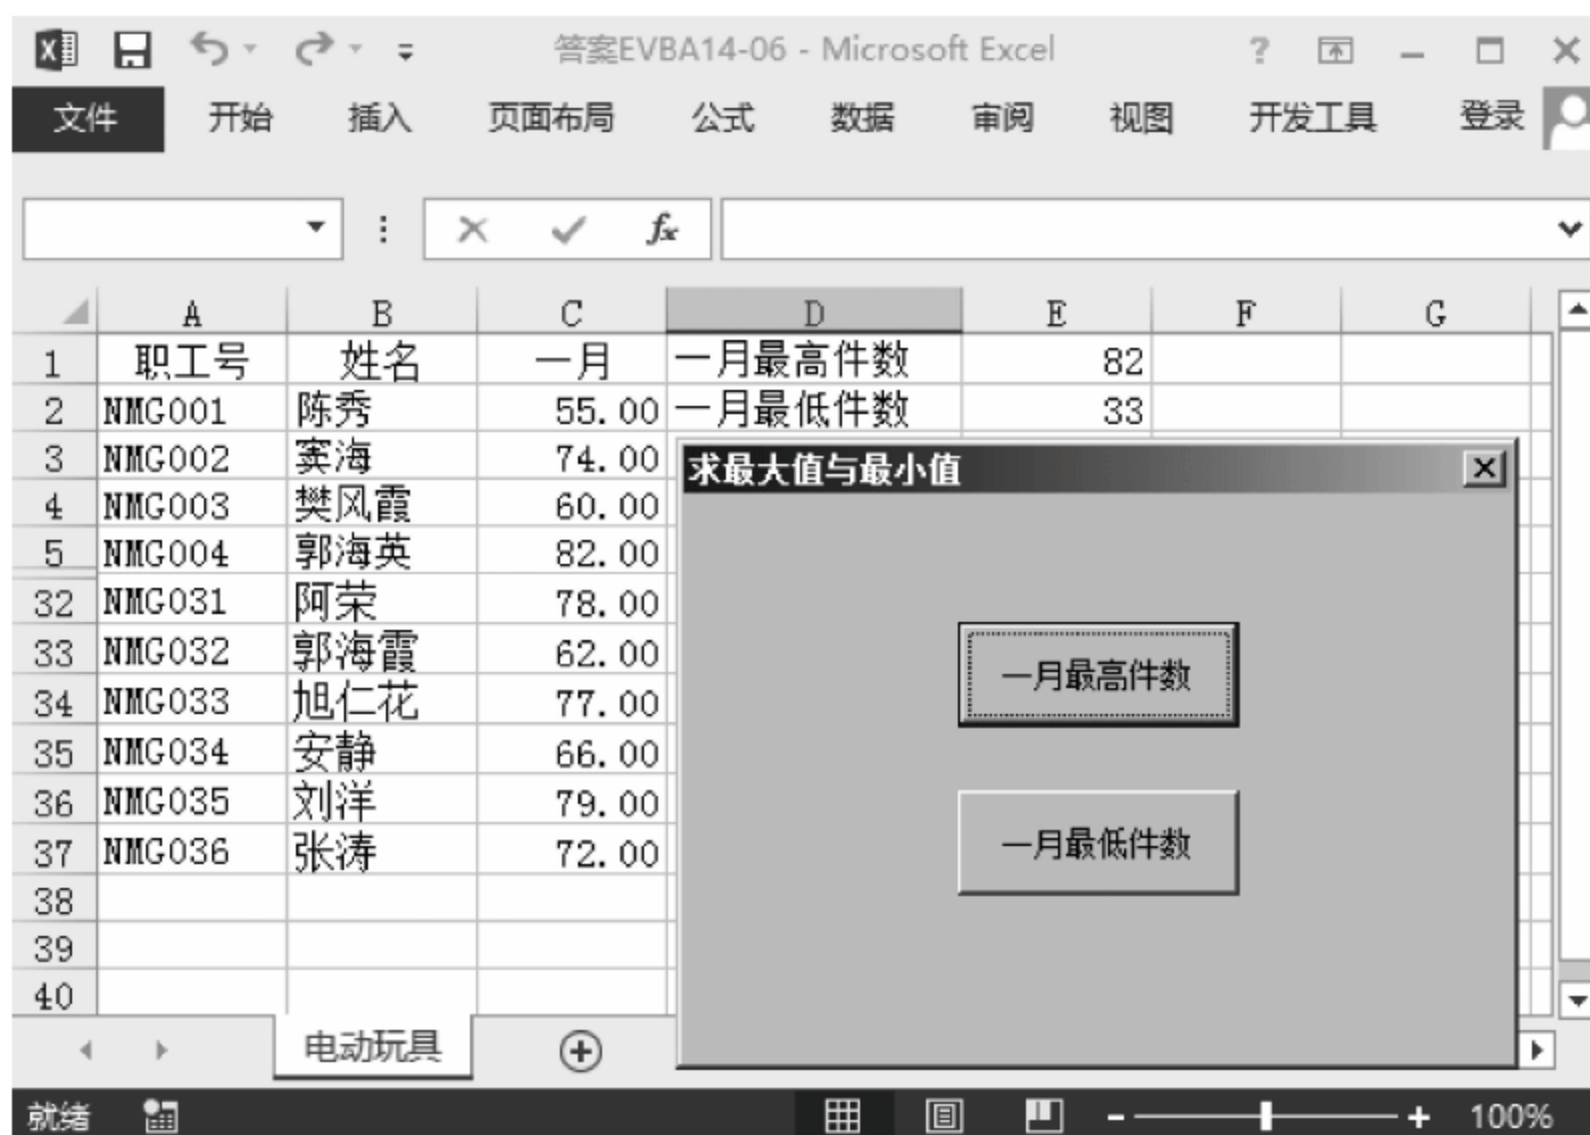 答案EVBA14-06 - Microsoft Excel ?
文件 开始 插入 页面布局 公式 数据 审阅 视图 开发工具 登录
fx
A B C D E F G
1 职工号 姓名 一月 一月最高件数 82
2 NMG001 陈秀 55.00 一月最低件数 33
3 NMG002 窦海 74.00
求最大值与最小值
4 NMG003 樊风霞 60.00
5 NMG004 郭海英 82.00
32 NMG031 阿荣 78.00
33 NMG032 郭海霞 62.00
一月最高件数
34 NMG033 旭仁花 77.00
35 NMG034 安静 66.00
36 NMG035 刘洋 79.00
37 NMG036 张涛 72.00
一月最低件数
38
39
40
电动玩具
就绪 100%